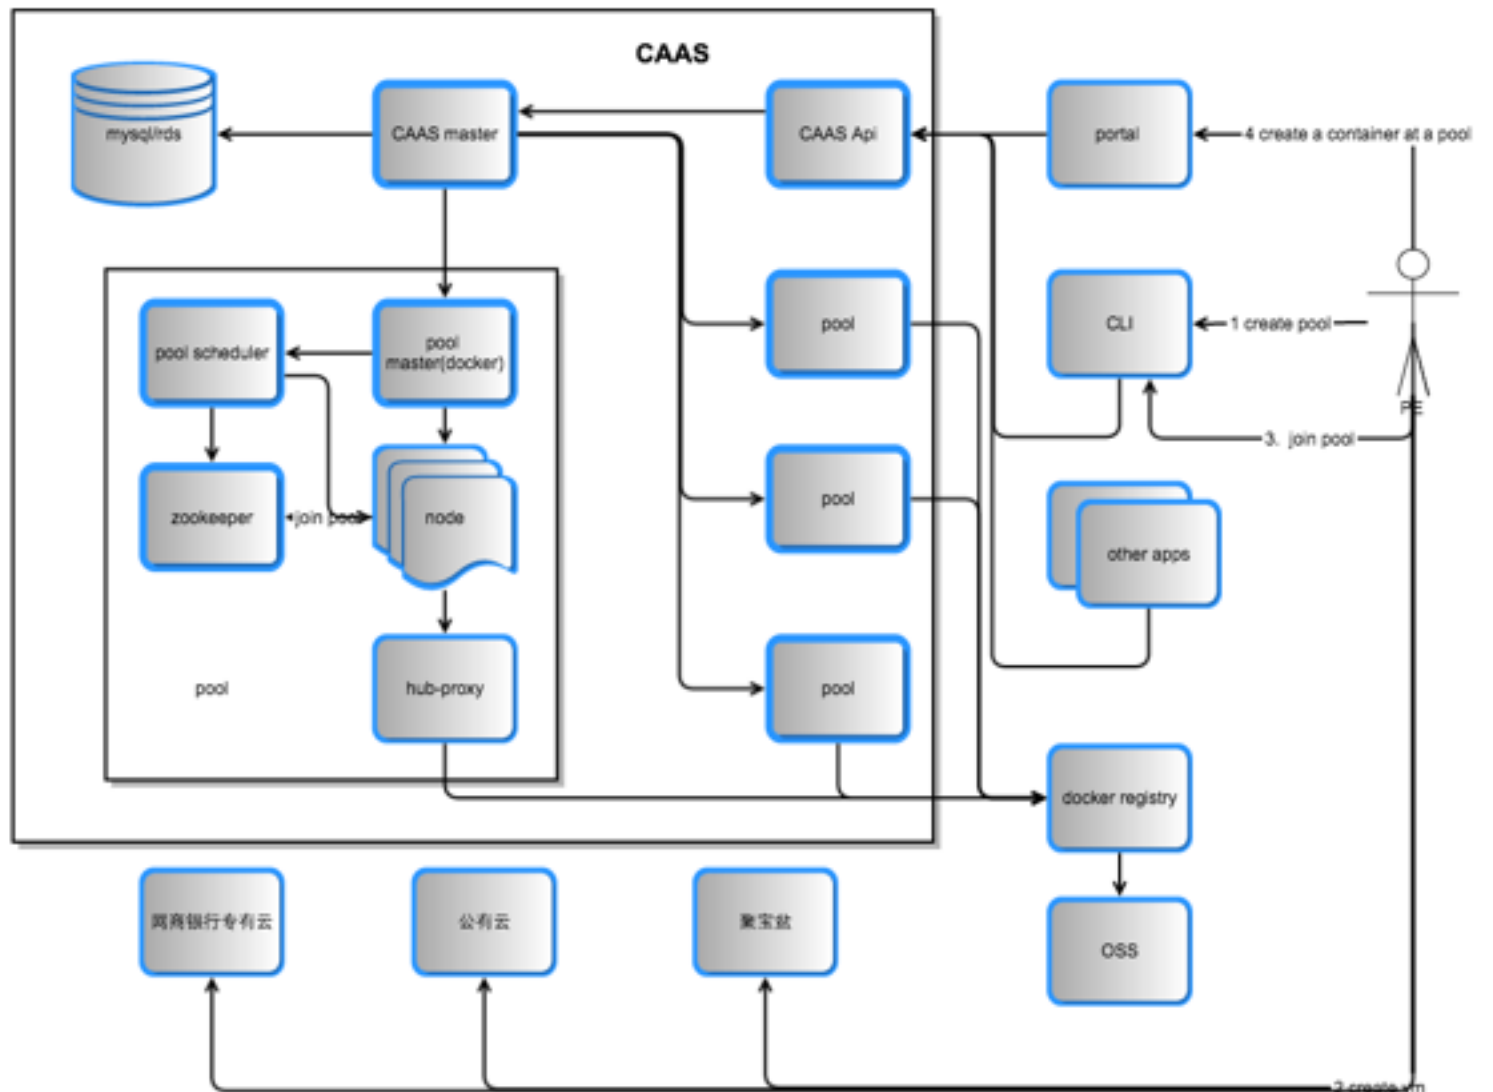 CAAS
mysql/rds
CAAS master
CAAS Api
portal
4 create a container at a pool
pool scheduler
pool
master(docker)
pool
CLI
1 create pool
PE
3. join pool
zookeeper
join pool
node
pool
other apps
pool
hub-proxy
pool
docker registry
网商银行专有云
公有云
聚宝盆
OSS
2 create vm